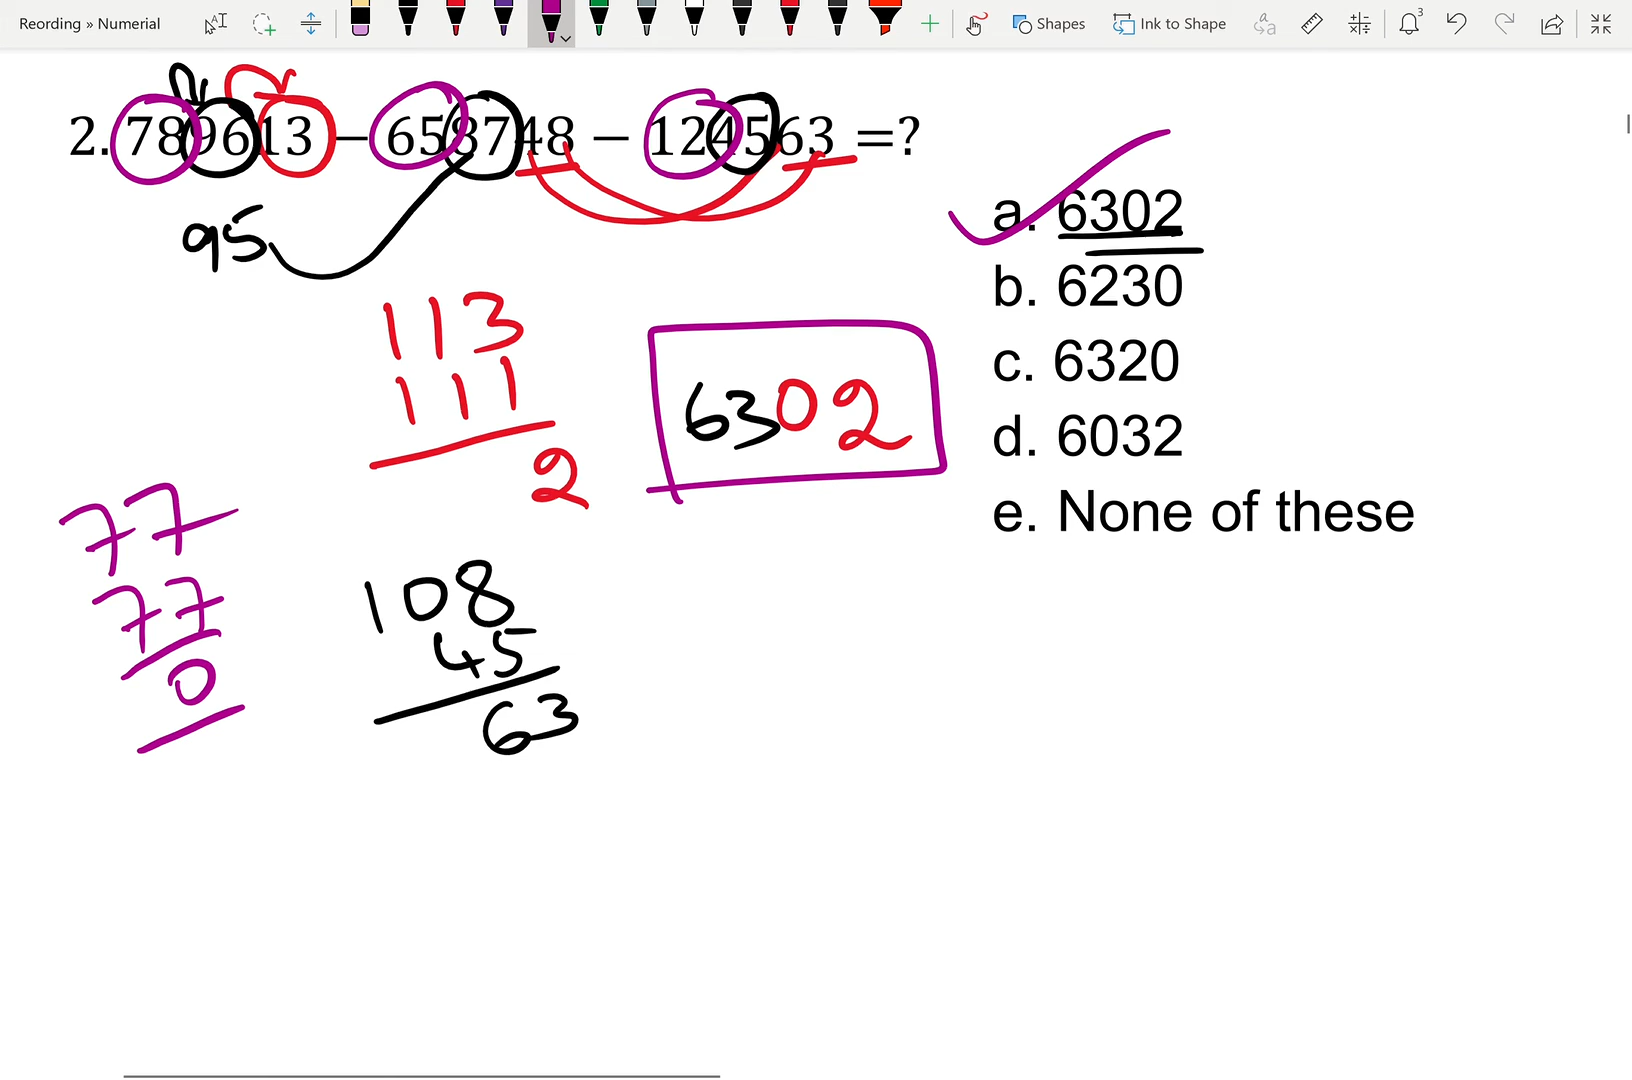 Reording » Numerial
Shapes
Ink to Shape
3
2. 789613 − 658748 − 124563 =?
95
a. 6302
b. 6230
c. 6320
d. 6032
e. None of these
113
111
2
6302
77
77
0
108
45
63